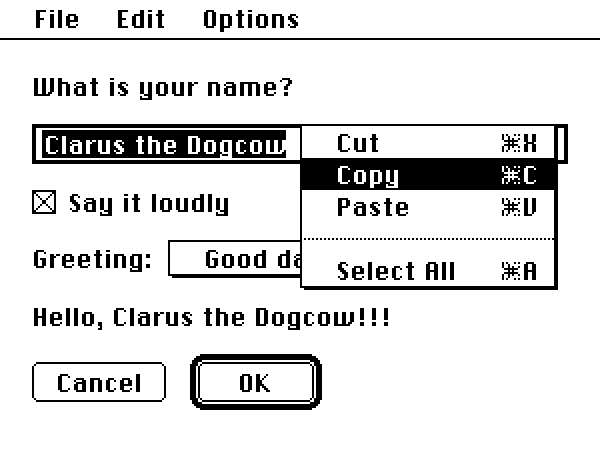 File Edit Options
What is your name?
Clarus the Dogcow
Cut ⌘X
Copy ⌘C
Paste ⌘V
Select All ⌘A
Say it loudly
Greeting: Good
Hello, Clarus the Dogcow!!!
Cancel OK